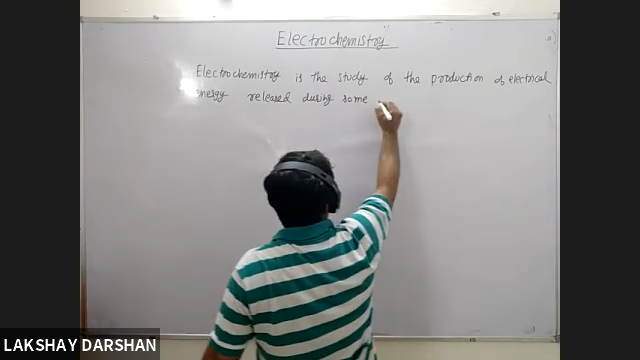 Electrochemistry
Electrochemistry is the study of the production of electrical
energy released during some
LAKSHAY DARSHAN